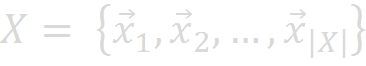 X = {x⃗₁, x⃗₂, …, x⃗|X|}